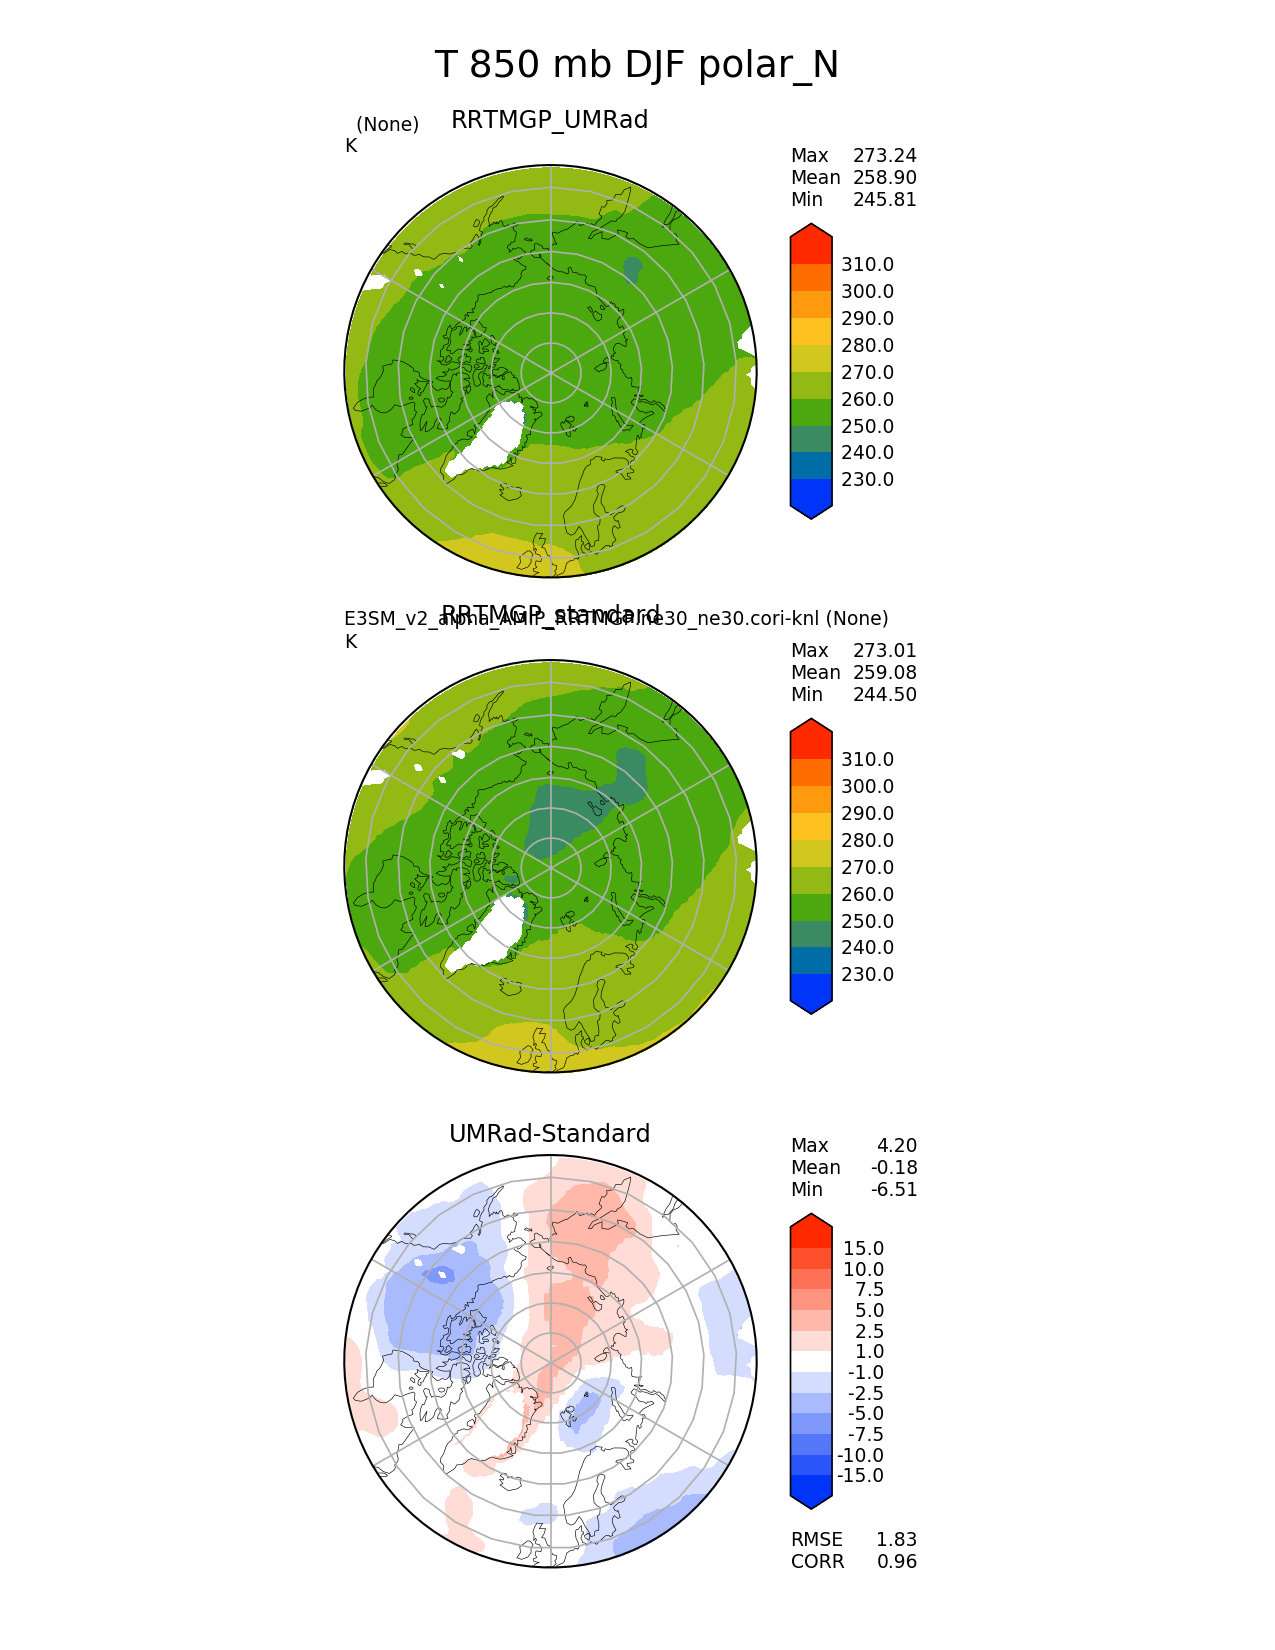 T 850 mb DJF polar_N
(None)
RRTMGP_UMRad
K
Max 273.24
Mean 258.90
Min 245.81
310.0
300.0
290.0
280.0
270.0
260.0
250.0
240.0
230.0
RRTMGP_standard
E3SM_v2_alpha_AMIP_RRTMGP.ne30_ne30.cori-knl (None)
K
Max 273.01
Mean 259.08
Min 244.50
310.0
300.0
290.0
280.0
270.0
260.0
250.0
240.0
230.0
UMRad-Standard
Max 4.20
Mean -0.18
Min -6.51
15.0
10.0
7.5
5.0
2.5
1.0
-1.0
-2.5
-5.0
-7.5
-10.0
-15.0
RMSE 1.83
CORR 0.96